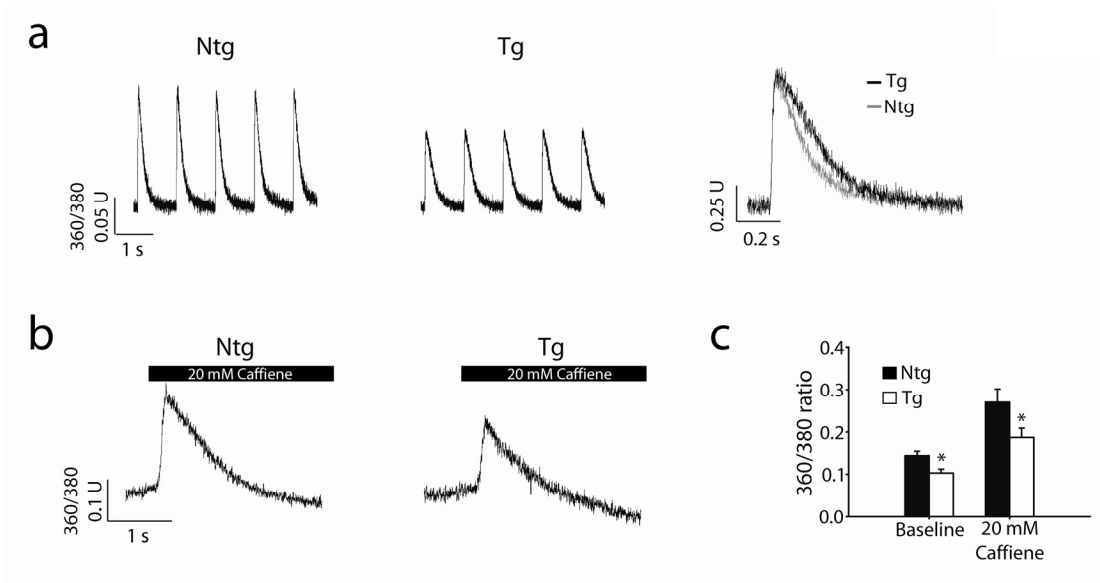 a
Ntg
Tg
Tg
Ntg
360/380
0.05 U
1 s
0.25 U
0.2 s
b
Ntg
Tg
20 mM Caffiene
20 mM Caffiene
360/380
0.1 U
1 s
c
0.4
0.3
0.2
0.1
0.0
360/380 ratio
Ntg
Tg
*
*
Baseline
20 mM
Caffiene